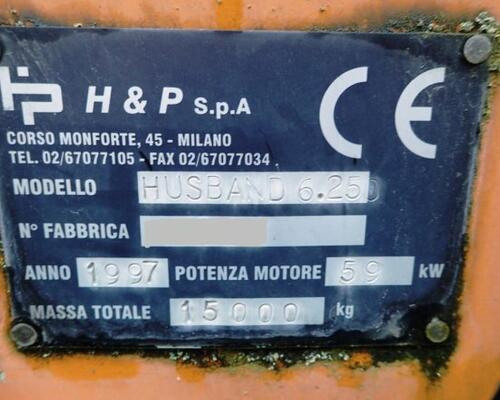 HP H & P S.p.A CE
CORSO MONFORTE, 45 - MILANO
TEL. 02/67077105 - FAX 02/67077034
MODELLO HUSBAND 6.250
N° FABBRICA
ANNO 1997 POTENZA MOTORE 59 kW
MASSA TOTALE 15000 kg